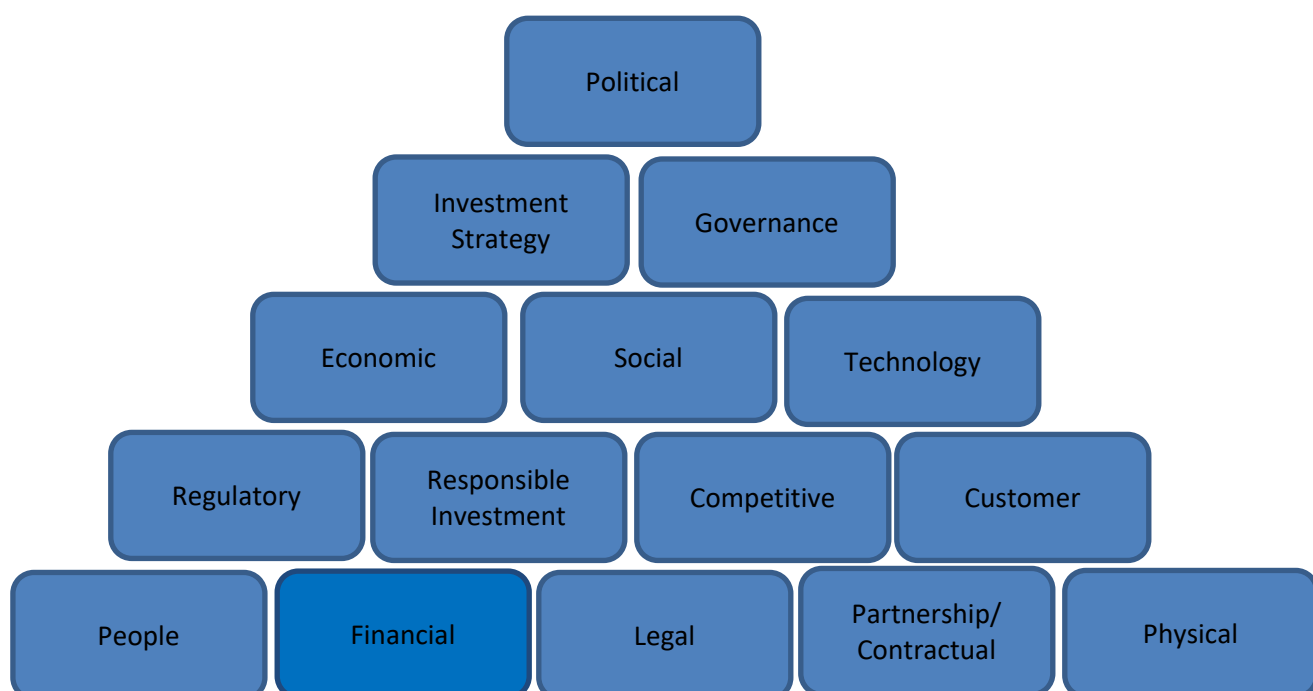 Political
Investment
Strategy
Governance
Economic
Social
Technology
Regulatory
Responsible
Investment
Competitive
Customer
People
Financial
Legal
Partnership/
Contractual
Physical